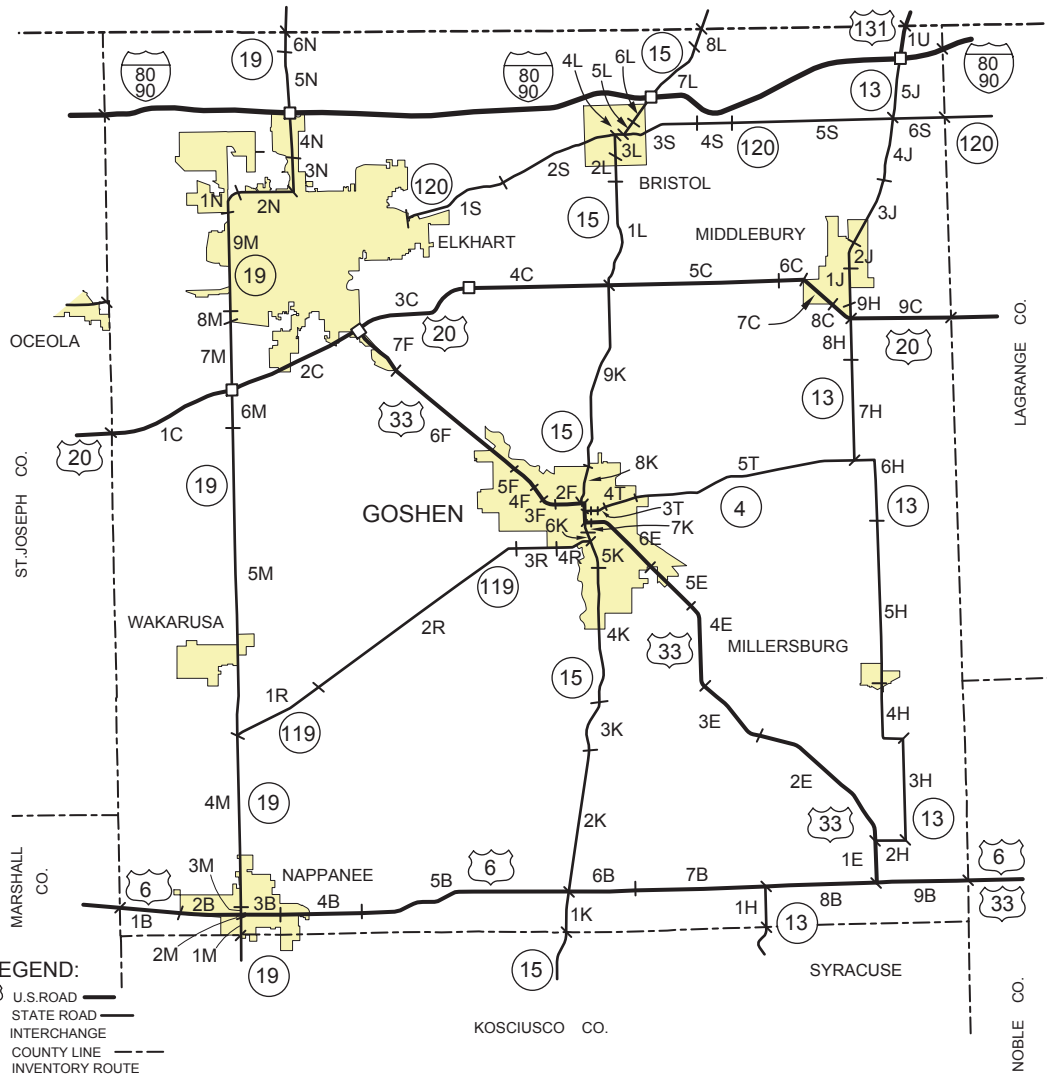 6N
19
5N
80
90
80
90
4L
5L
6L
15
8L
7L
131
1U
13
5J
80
90
4N
3N
120
1N
2N
9M
19
8M
7M
1S
2S
2L
3L
3S
4S
120
5S
6S
120
4J
BRISTOL
15
1L
3J
ELKHART
MIDDLEBURY
2J
1J
9H
OCEOLA
4C
5C
6C
7C
8C
9C
3C
20
7F
2C
8H
20
LAGRANGE CO.
6M
1C
20
33
9K
13
7H
6F
15
19
8K
5T
6H
13
5F
4F
3F
2F
4T
3T
4
GOSHEN
6K
7K
6E
5K
3R
4R
119
5E
ST.JOSEPH CO.
5M
2R
4K
4E
5H
WAKARUSA
33
MILLERSBURG
15
1R
119
3E
4H
3K
4M
19
2E
3H
13
2K
33
1E
2H
MARSHALL
CO.
3M
NAPPANEE
6
6
1B
2B
3B
4B
5B
6B
7B
8B
9B
6
33
2M
1M
1K
1H
13
19
15
SYRACUSE
LEGEND:
U.S.ROAD
STATE ROAD
INTERCHANGE
COUNTY LINE
INVENTORY ROUTE
KOSCIUSCO CO.
NOBLE CO.